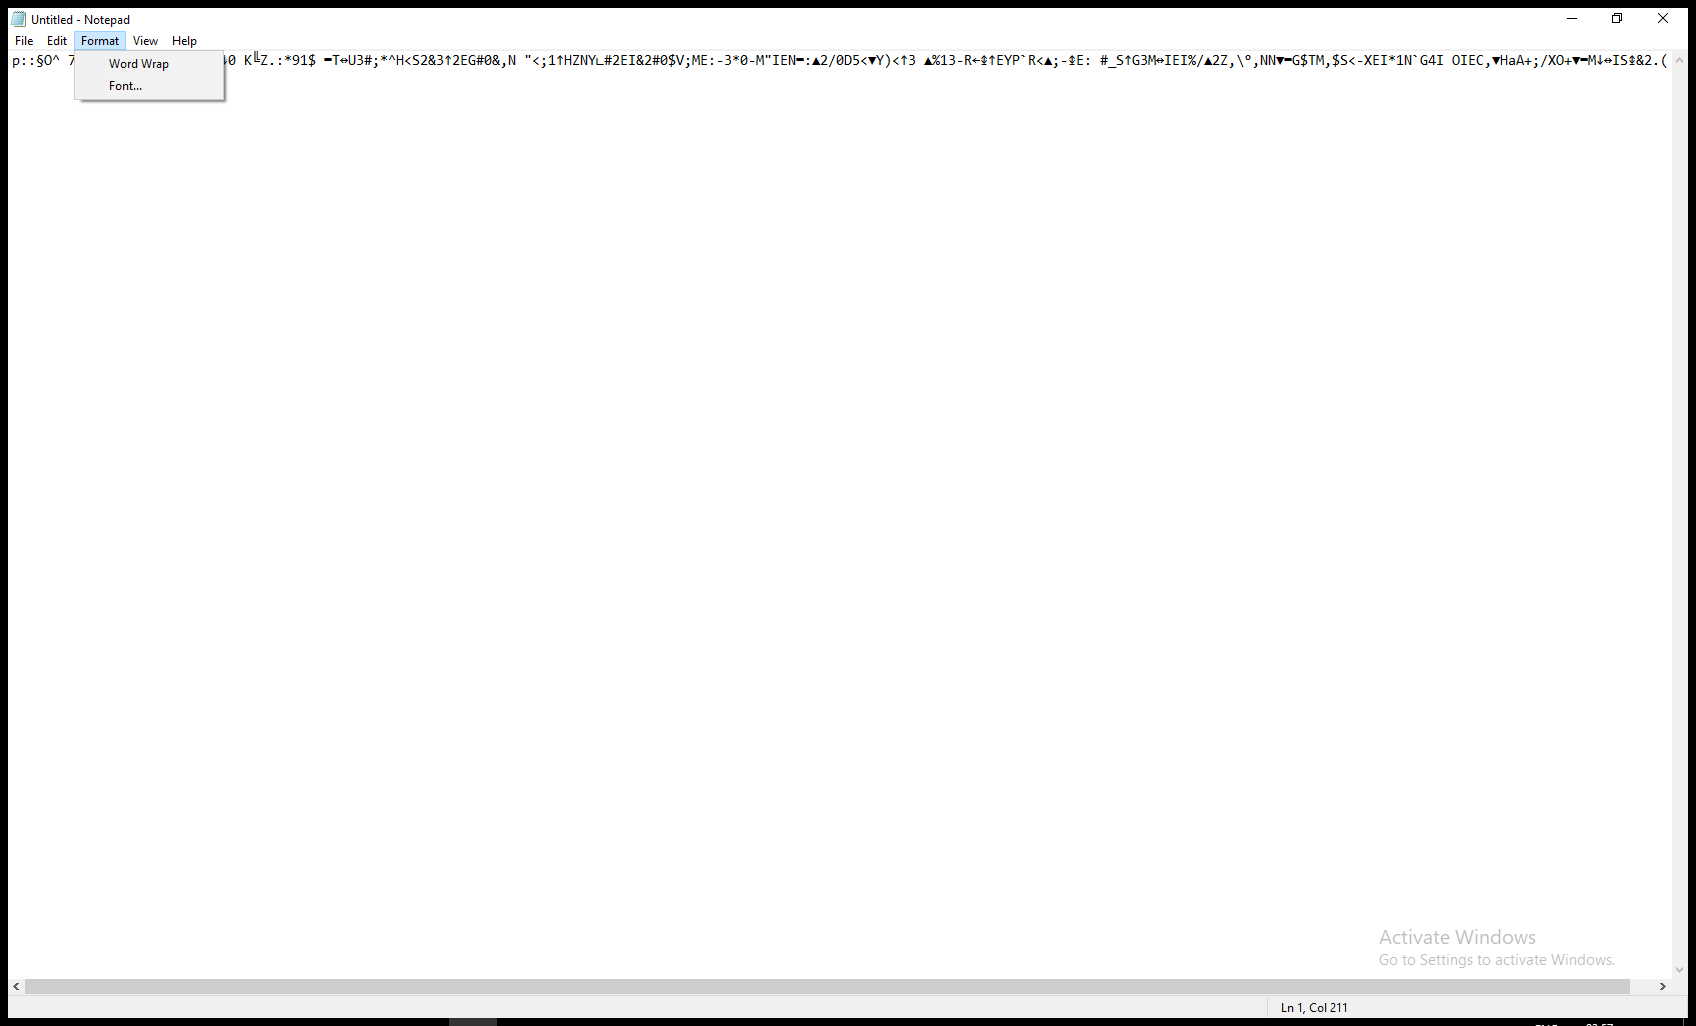 Untitled - Notepad
File Edit Format View Help
p::§O^ 7 0 K╚Z.:*91$ ▬T↔U3#;*^H<S2&3↑2EG#0&,N "<;1↑HZNY∟#2EI&2#0$V;ME:-3*0-M"IEN▬:▲2/0D5<▼Y)<↑3 ▲%13-R←↨↑EYP`R<▲;-↨E: #_S↑G3M↔IEI%/▲2Z,\°,NN▼▬G$TM,$S<-XEI*1N`G4I OIEC,▼HaA+;/XO+▼▬M↓↔IS↨&2.(
Word Wrap
Font...
Activate Windows
Go to Settings to activate Windows.
Ln 1, Col 211